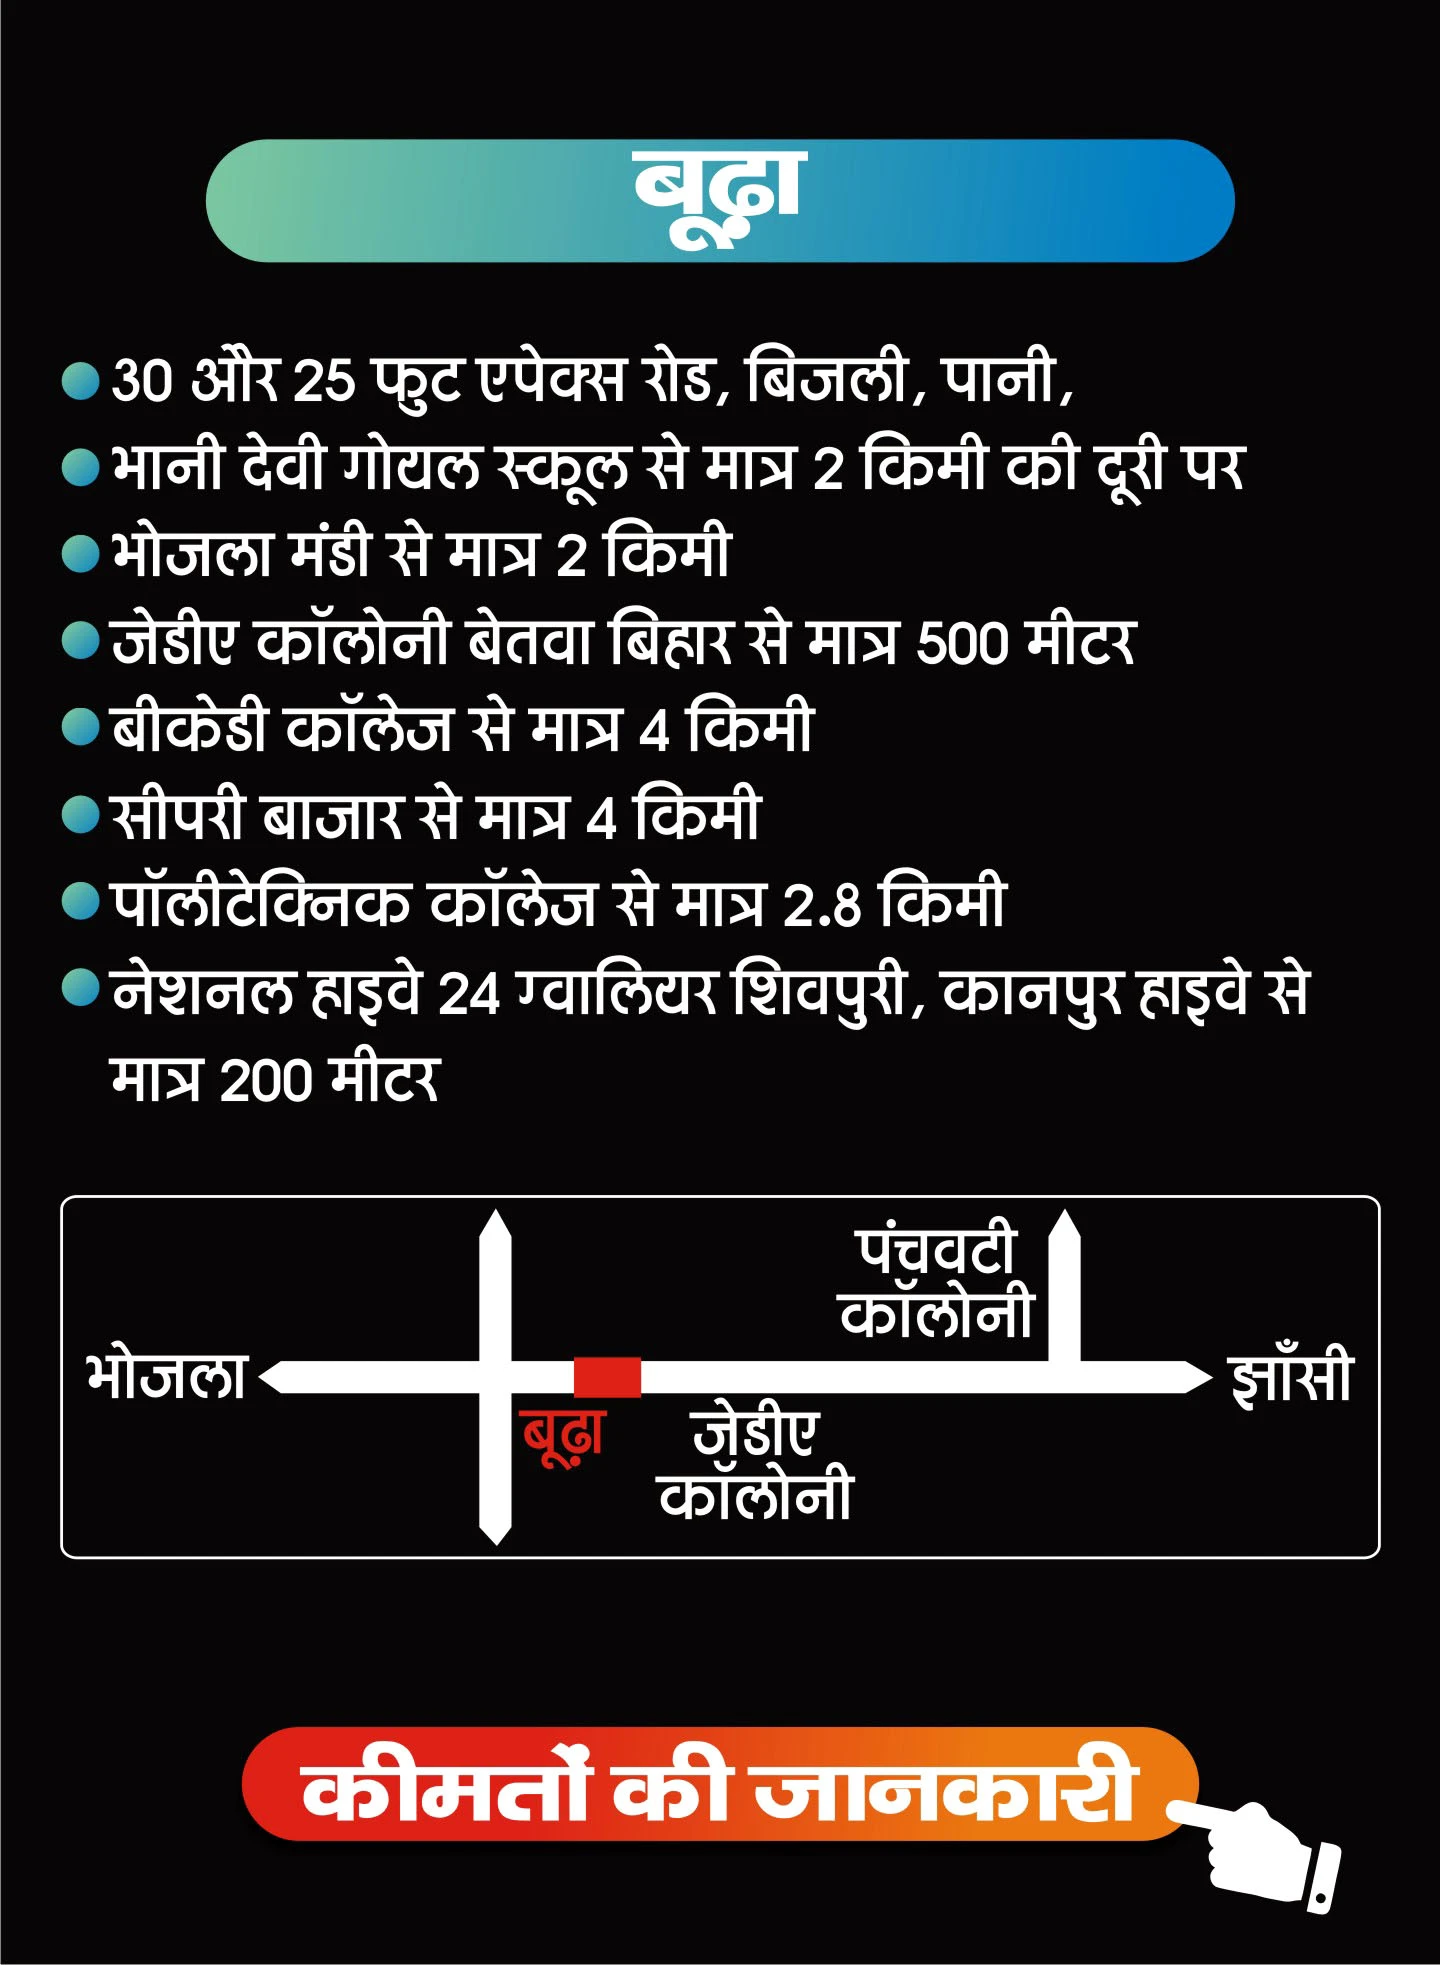 बूढ़ा
30 और 25 फुट एपेक्स रोड, बिजली, पानी,
भानी देवी गोयल स्कूल से मात्र 2 किमी की दूरी पर
भोजला मंडी से मात्र 2 किमी
जेडीए कॉलोनी बेतवा बिहार से मात्र 500 मीटर
बीकेडी कॉलेज से मात्र 4 किमी
सीपरी बाजार से मात्र 4 किमी
पॉलीटेक्निक कॉलेज से मात्र 2.8 किमी
नेशनल हाइवे 24 ग्वालियर शिवपुरी, कानपुर हाइवे से
मात्र 200 मीटर
पंचवटी
कॉलोनी
भोजला
झाँसी
बूढ़ा
जेडीए
कॉलोनी
कीमतों की जानकारी